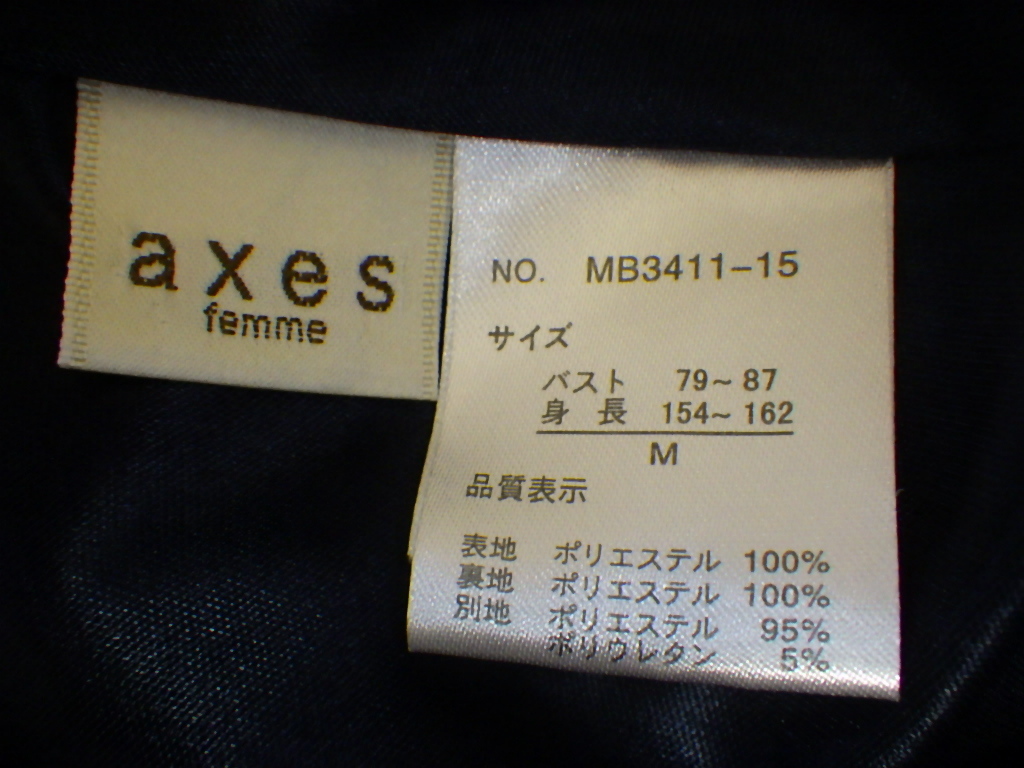 axes
femme
NO. MB3411-15
サイズ
バスト 79~87
身長 154~162
M
品質表示
表地 ポリエステル 100%
裏地 ポリエステル 100%
別地 ポリエステル 95%
ポリウレタン 5%